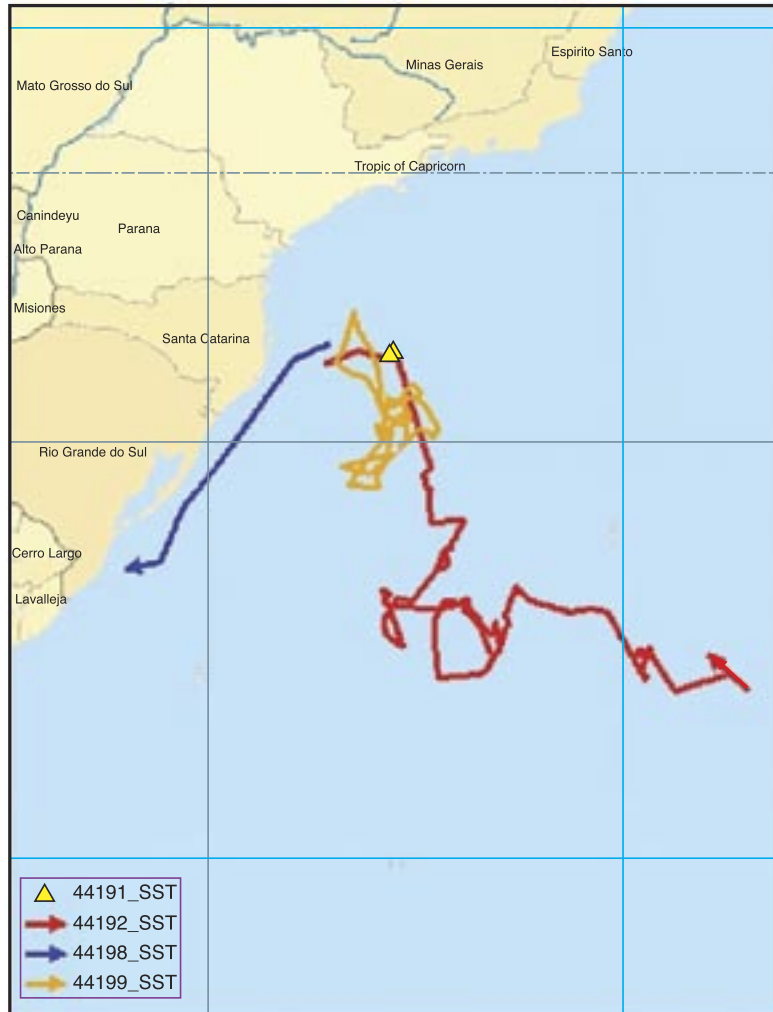 Espirito Santo
Minas Gerais
Mato Grosso do Sul
Tropic of Capricorn
Canindeyu
Parana
Alto Parana
Misiones
Santa Catarina
Rio Grande do Sul
Cerro Largo
Lavalleja
44191_SST
44192_SST
44198_SST
44199_SST